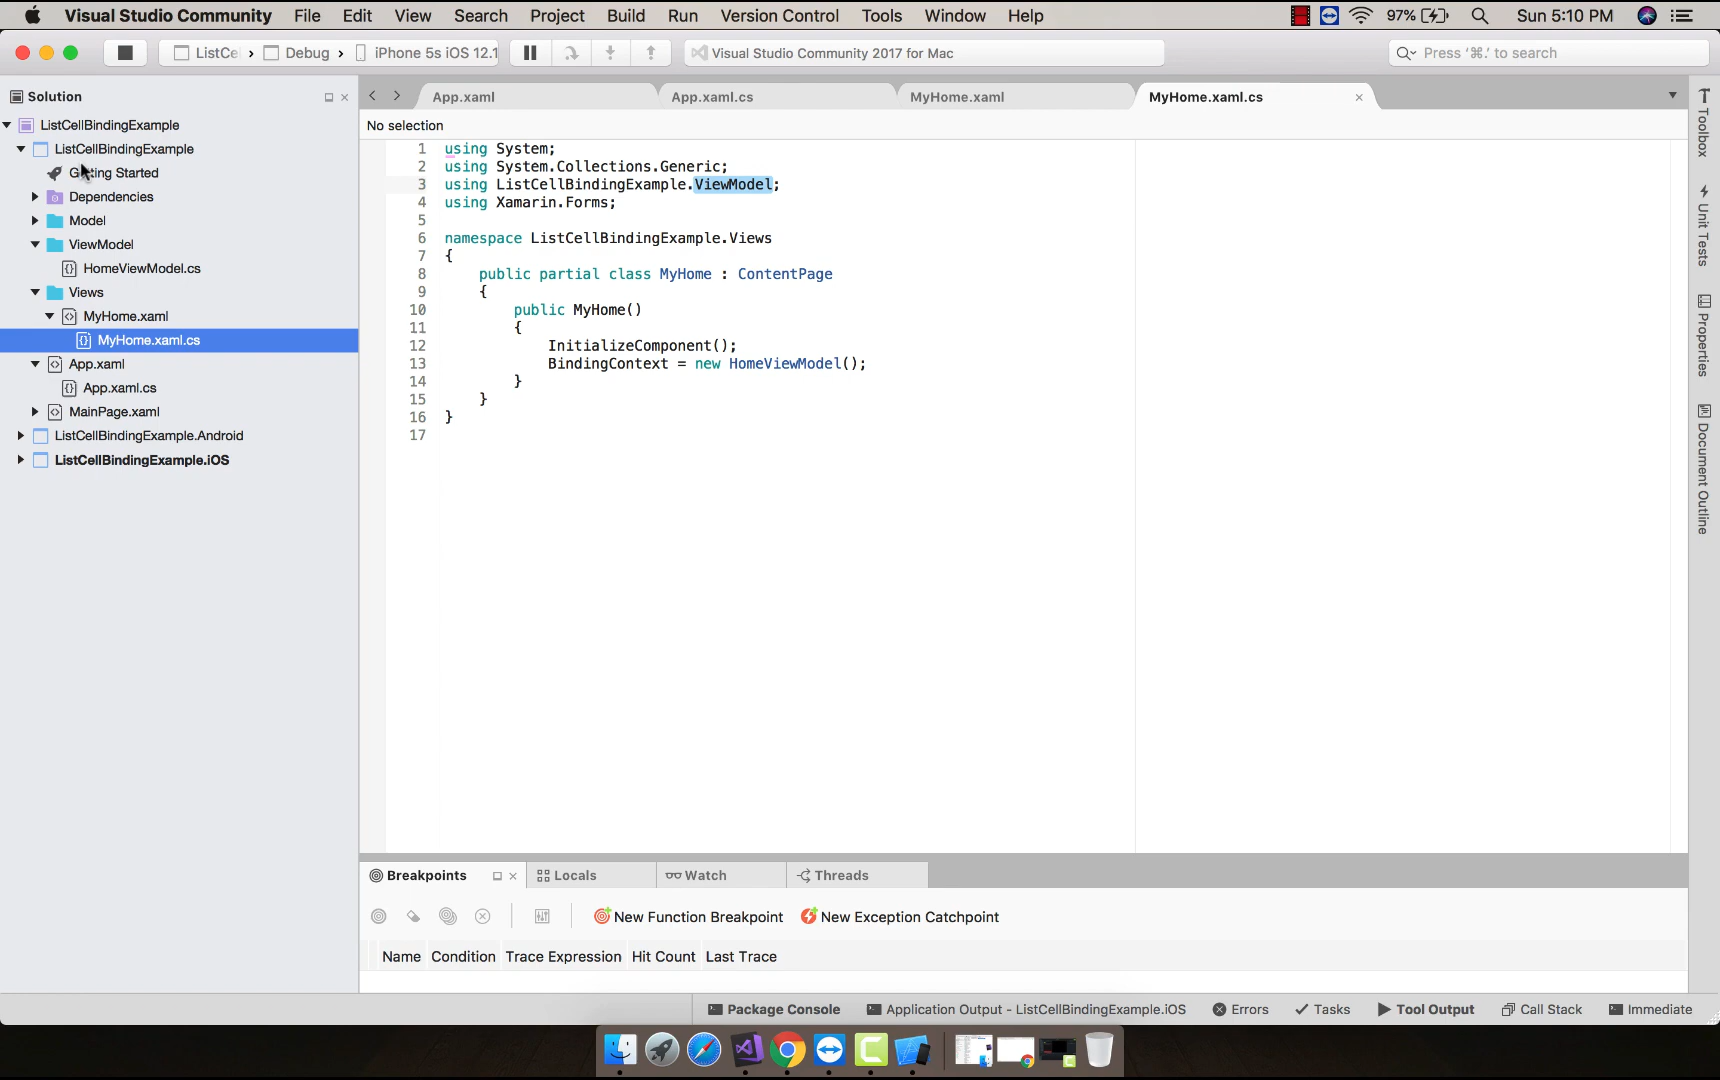 Visual Studio Community File Edit View Search Project Build Run Version Control Tools Window Help 97% Sun 5:10 PM
ListCe › Debug › iPhone 5s iOS 12.1 Visual Studio Community 2017 for Mac Press '⌘.' to search
Solution
App.xaml App.xaml.cs MyHome.xaml MyHome.xaml.cs
No selection
ListCellBindingExample
ListCellBindingExample
Getting Started
Dependencies
Model
ViewModel
HomeViewModel.cs
Views
MyHome.xaml
MyHome.xaml.cs
App.xaml
App.xaml.cs
MainPage.xaml
ListCellBindingExample.Android
ListCellBindingExample.iOS
1 using System;
2 using System.Collections.Generic;
3 using ListCellBindingExample.ViewModel;
4 using Xamarin.Forms;
5
6 namespace ListCellBindingExample.Views
7 {
8 public partial class MyHome : ContentPage
9 {
10 public MyHome()
11 {
12 InitializeComponent();
13 BindingContext = new HomeViewModel();
14 }
15 }
16 }
17
Toolbox
Unit Tests
Properties
Document Outline
Breakpoints Locals Watch Threads
New Function Breakpoint New Exception Catchpoint
Name Condition Trace Expression Hit Count Last Trace
Package Console Application Output - ListCellBindingExample.iOS Errors Tasks Tool Output Call Stack Immediate